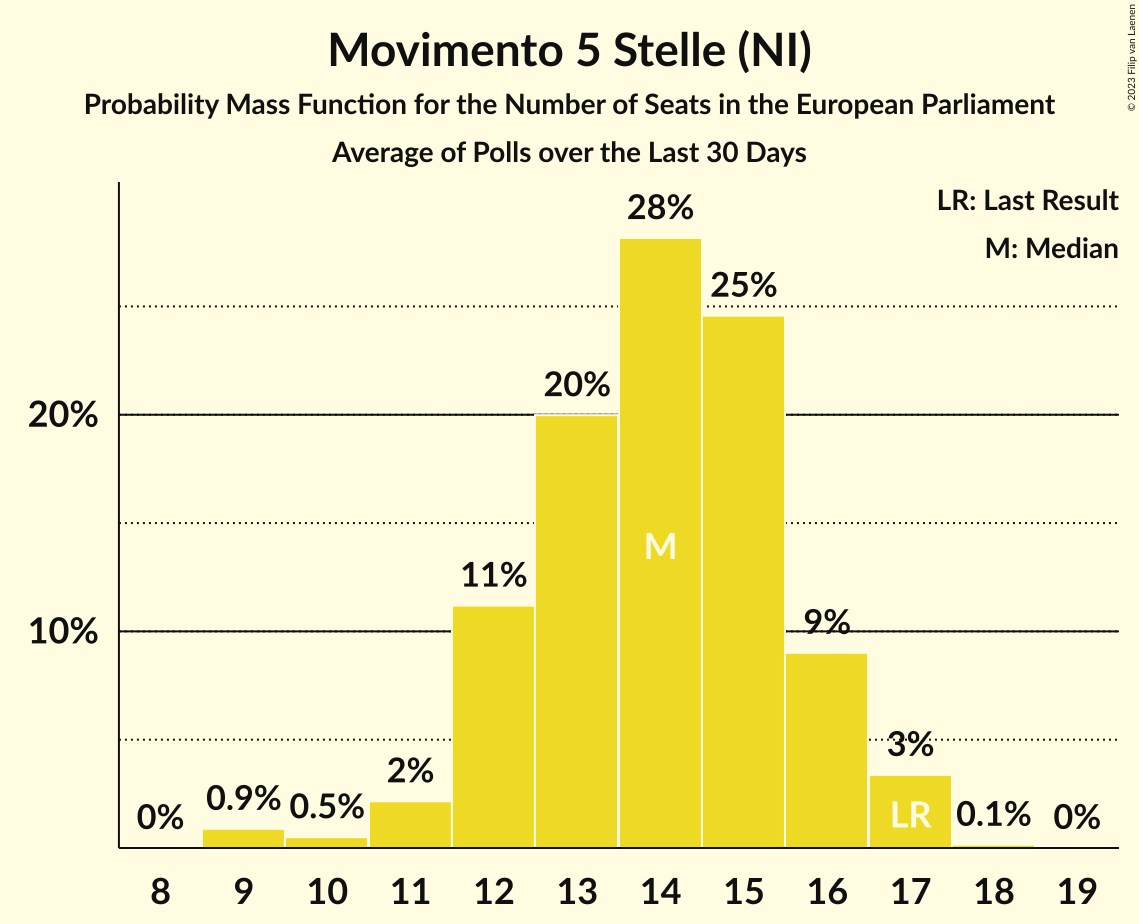 Movimento 5 Stelle (NI)
Probability Mass Function for the Number of Seats in the European Parliament
Average of Polls over the Last 30 Days
© 2023 Filip van Laenen
LR: Last Result
M: Median
28%
25%
20%
20%
11%
10%
9%
3%
2%
0.9%
0.5%
0%
0.1%
0%
M
LR
8 9 10 11 12 13 14 15 16 17 18 19